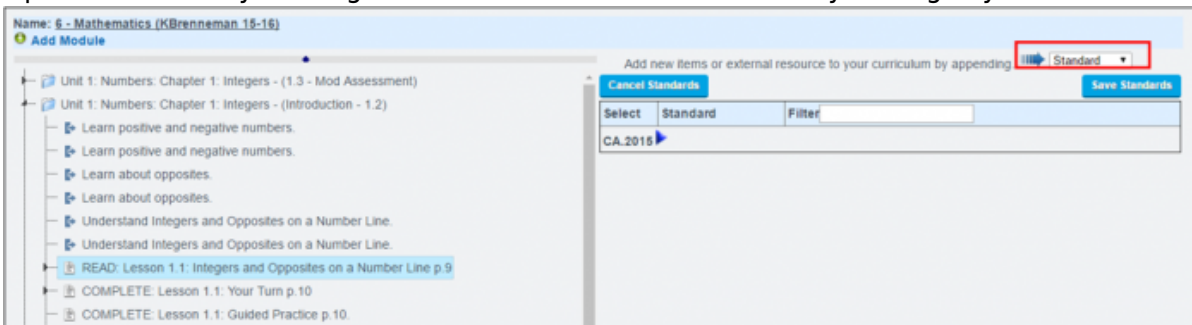 Name: 6 - Mathematics (KBrenneman 15-16)
Add Module
Unit 1: Numbers: Chapter 1: Integers - (1.3 - Mod Assessment)
Unit 1: Numbers: Chapter 1: Integers - (Introduction - 1.2)
Learn positive and negative numbers.
Learn positive and negative numbers.
Learn about opposites.
Learn about opposites.
Understand Integers and Opposites on a Number Line.
Understand Integers and Opposites on a Number Line.
READ: Lesson 1.1: Integers and Opposites on a Number Line p.9
COMPLETE: Lesson 1.1: Your Turn p.10
COMPLETE: Lesson 1.1: Guided Practice p.10.
Add new items or external resource to your curriculum by appending Standard
Cancel Standards Save Standards
Select Standard Filter
CA.2015